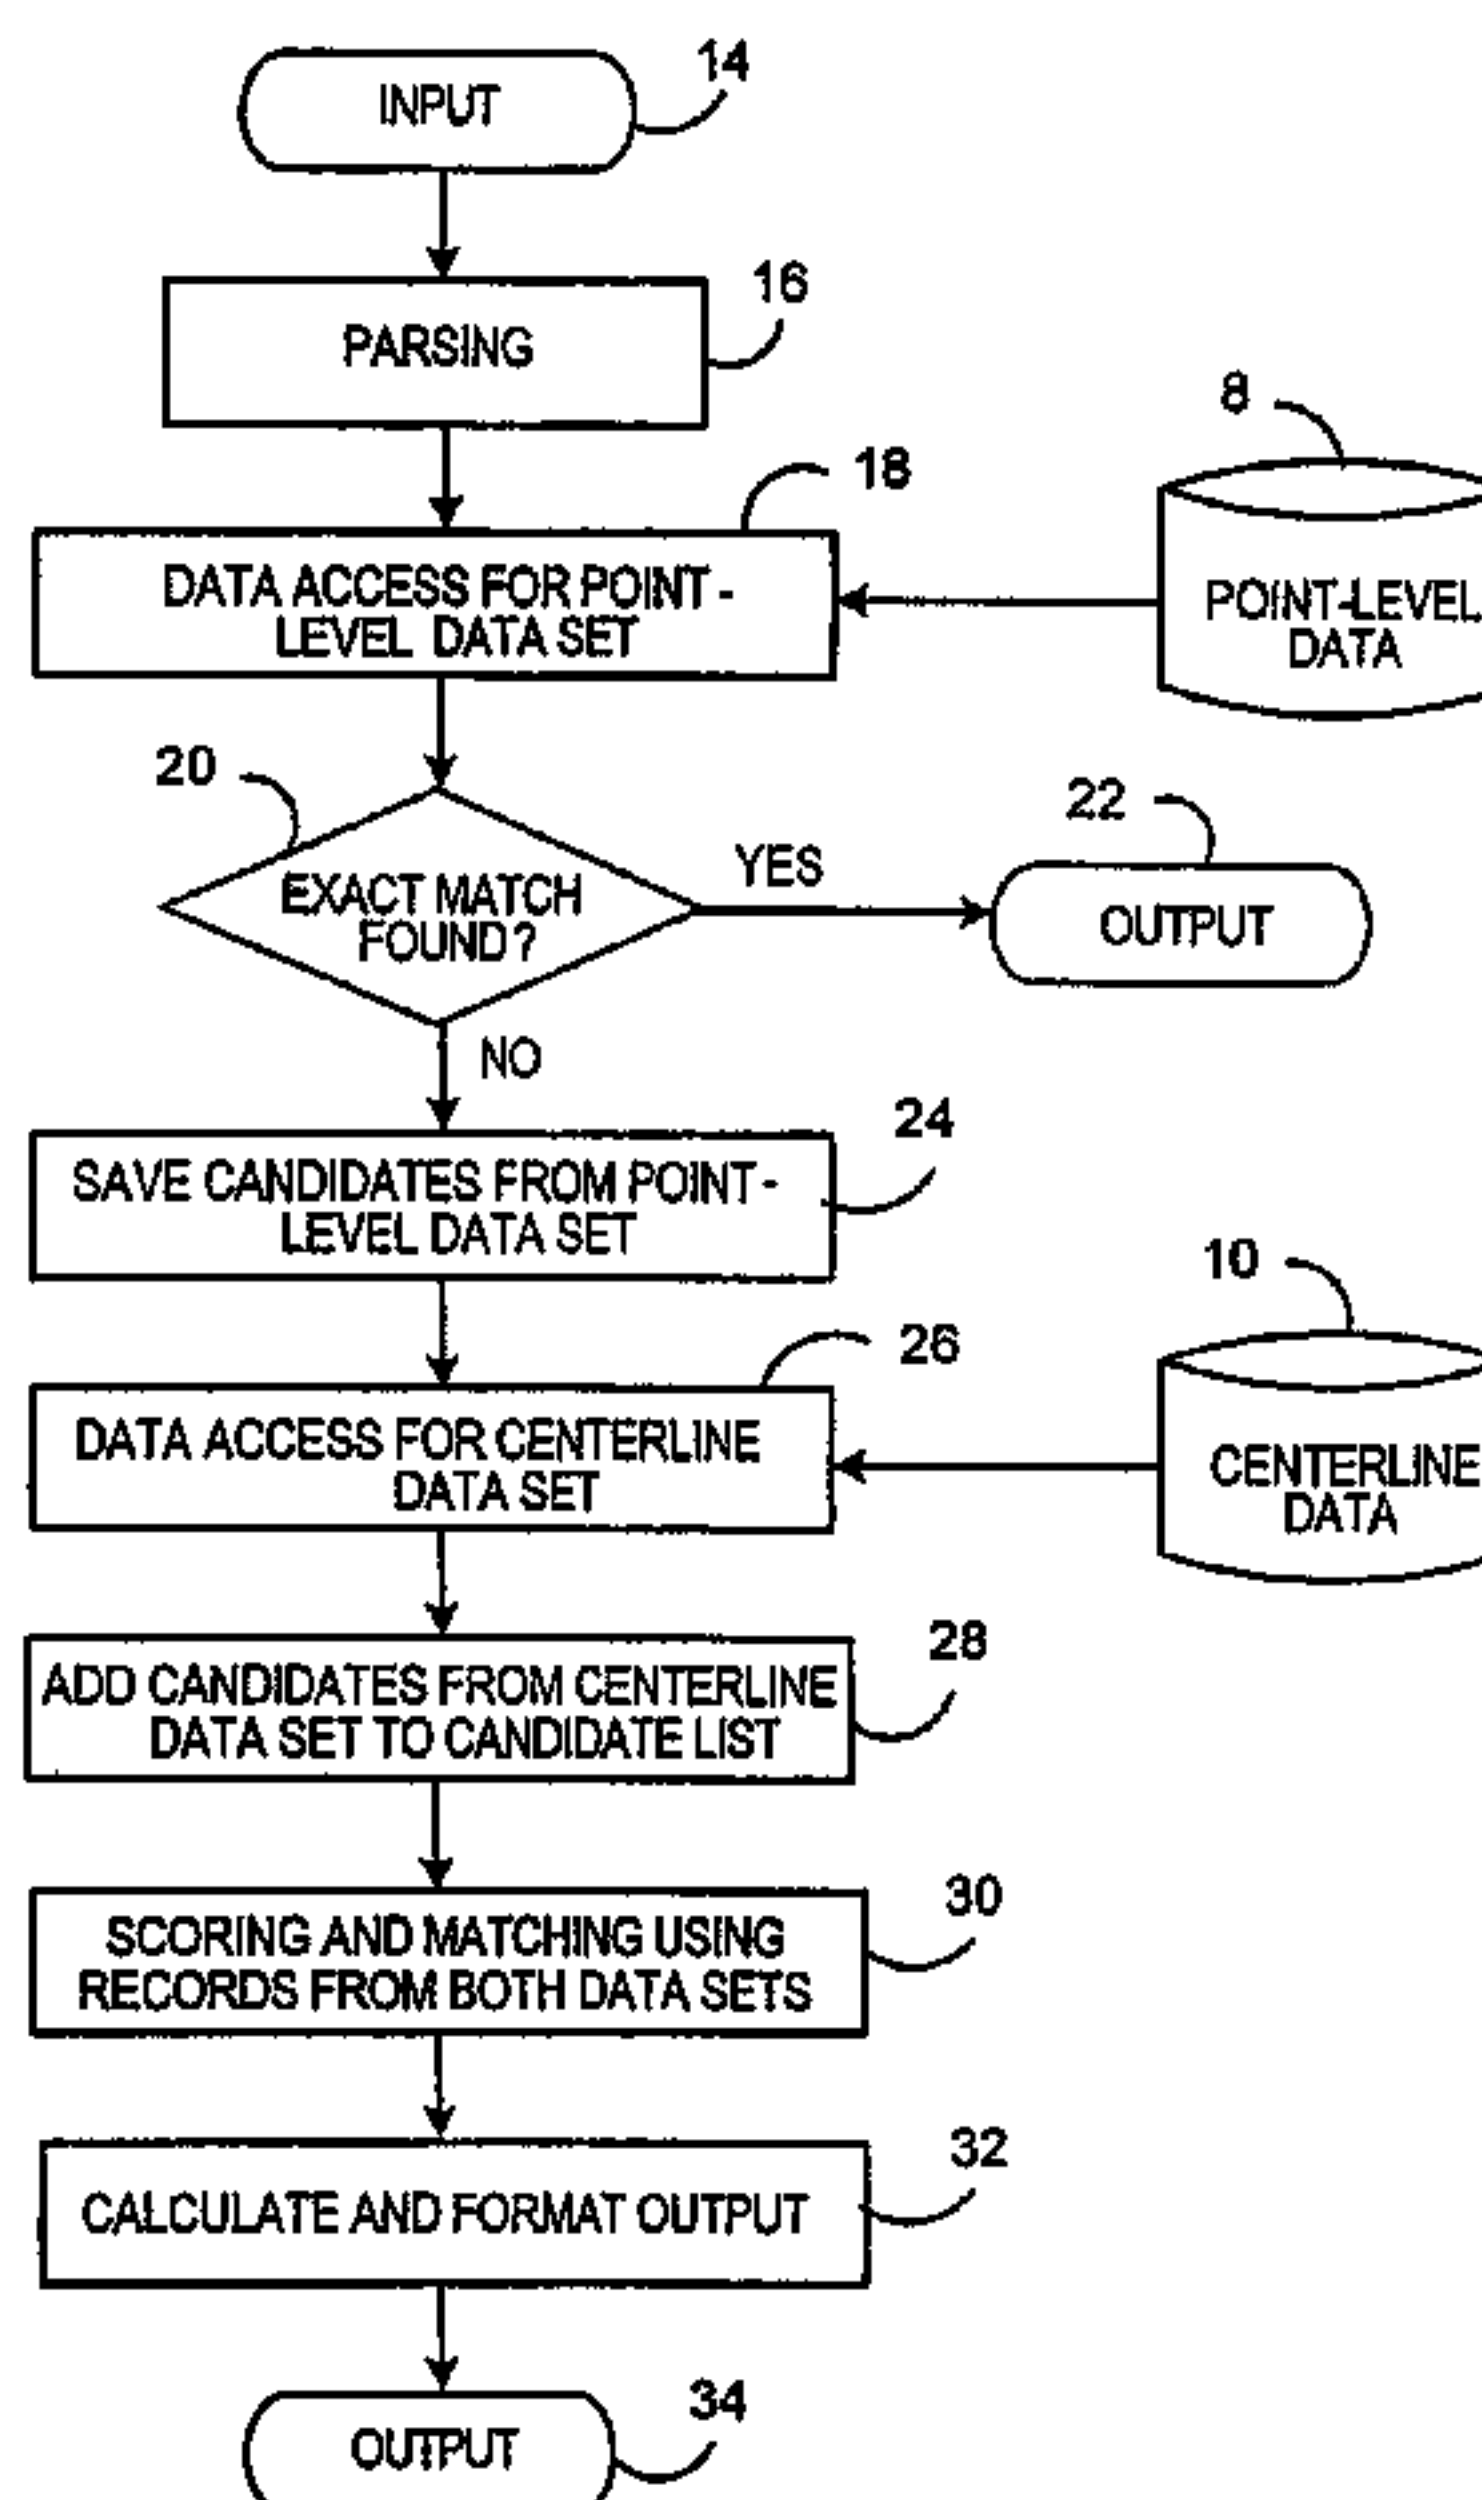 14
INPUT
16
PARSING
8
18
DATA ACCESS FOR POINT-
LEVEL DATA SET
POINT-LEVEL
DATA
20
22
YES
EXACT MATCH
FOUND?
OUTPUT
NO
24
SAVE CANDIDATES FROM POINT-
LEVEL DATA SET
10
26
DATA ACCESS FOR CENTERLINE
DATA SET
CENTERLINE
DATA
28
ADD CANDIDATES FROM CENTERLINE
DATA SET TO CANDIDATE LIST
30
SCORING AND MATCHING USING
RECORDS FROM BOTH DATA SETS
32
CALCULATE AND FORMAT OUTPUT
34
OUTPUT